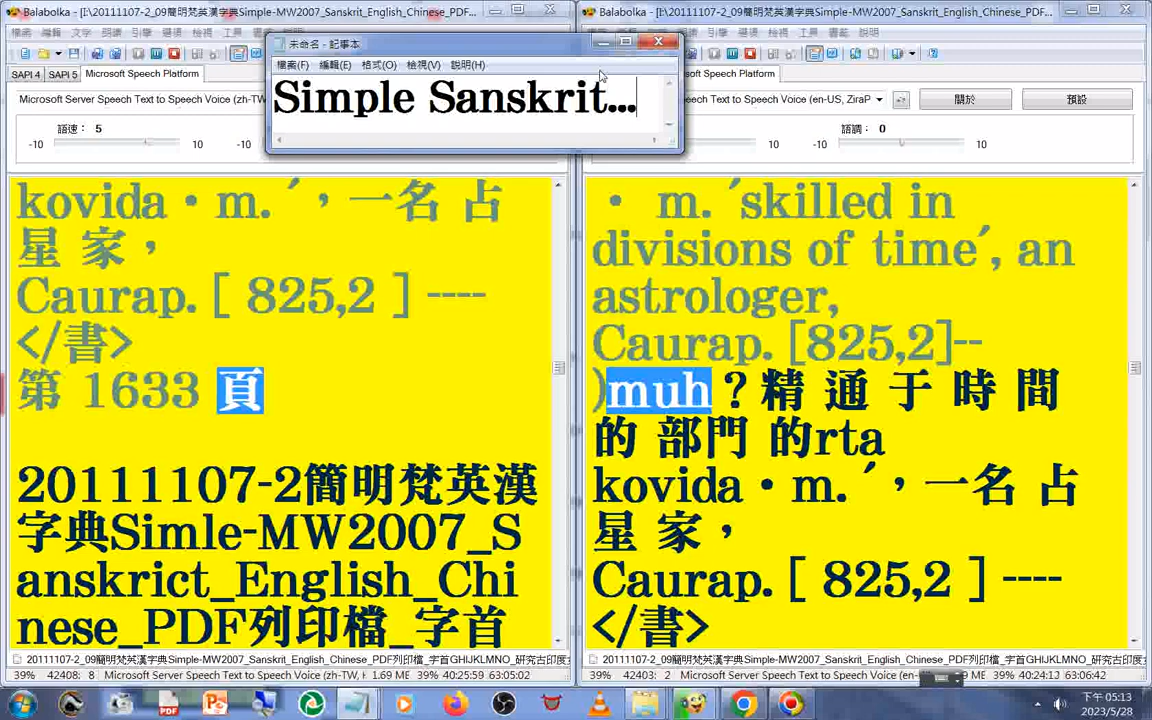 Balabolka - [I:\20111107-2_09簡明梵英漢字典Simple-MW2007_Sanskrit_English_Chinese_PDF...
Balabolka - [I:\20111107-2_09簡明梵英漢字典Simple-MW2007_Sanskrit_English_Chinese_PDF...
未命名 - 記事本
檔案(F) 編輯(E) 格式(O) 檢視(V) 說明(H)
Simple Sanskrit...
SAPI 4 SAPI 5 Microsoft Speech Platform
Speech Platform
Microsoft Server Speech Text to Speech Voice (zh-TW
eech Text to Speech Voice (en-US, ZiraP
關於
預設
語速： 5
語調： 0
-10 10 -10
10 -10 10
kovida·m.´，一名 占
星 家，
Caurap. [ 825,2 ] ----
</書>
第 1633 頁
20111107-2簡明梵英漢
字典Simle-MW2007_S
anskrict_English_Chi
nese_PDF列印檔_字首
· m.´skilled in
divisions of time´, an
astrologer,
Caurap. [825,2]--
)muh？精 通 于 時 間
的 部門 的rta
kovida·m.´，一名 占
星 家，
Caurap. [ 825,2 ] ----
</書>
20111107-2_09簡明梵英漢字典Simple-MW2007_Sanskrit_English_Chinese_PDF列印檔_字首GHIJKLMNO_研究古印度
20111107-2_09簡明梵英漢字典Simple-MW2007_Sanskrit_English_Chinese_PDF列印檔_字首GHIJKLMNO_研究古印度
39% 42408: 8 Microsoft Server Speech Text to Speech Voice (zh-TW, H 1.69 ME 39% 40:25:59 63:05:02
39% 42403: 2 Microsoft Server Speech Text to Speech Voice 39% 40:24:13 63:06:42
下午 05:13
2023/5/28